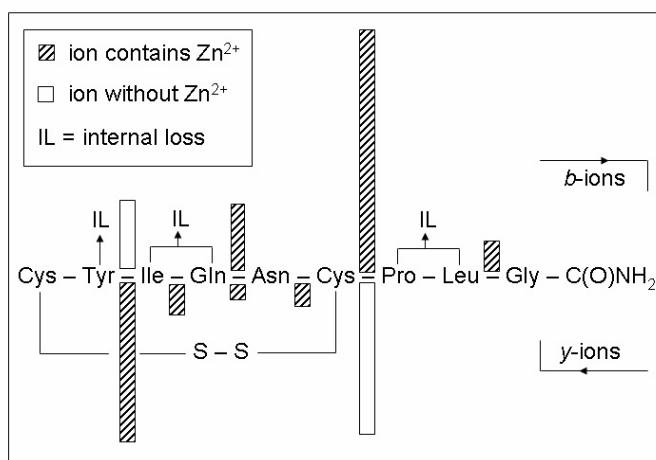 ion contains Zn²⁺
ion without Zn²⁺
IL = internal loss
b-ions
IL IL IL
Cys – Tyr – Ile – Gln – Asn – Cys – Pro – Leu – Gly – C(O)NH₂
S – S
y-ions